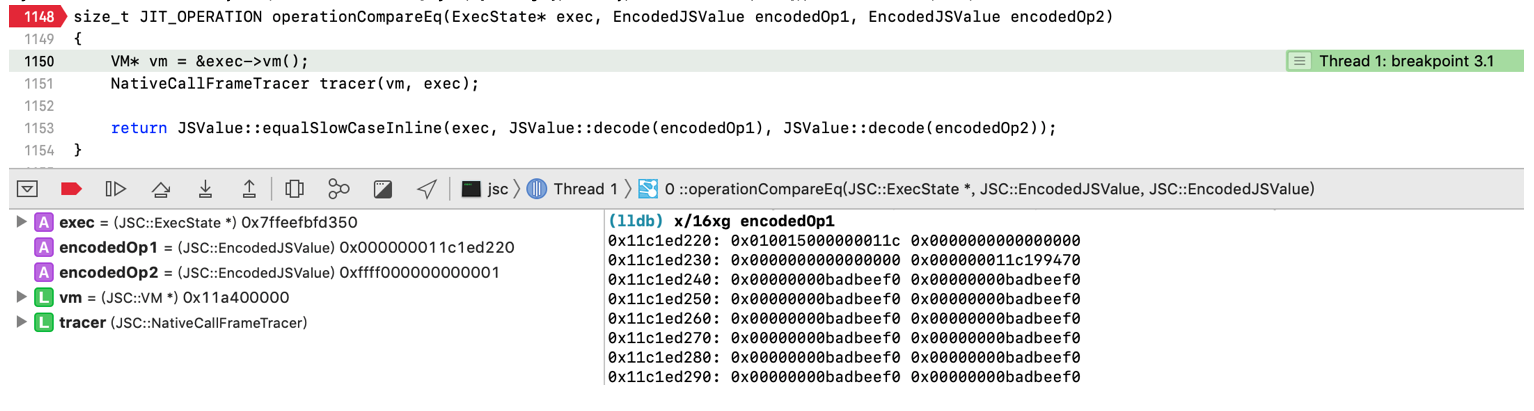 1148 size_t JIT_OPERATION operationCompareEq(ExecState* exec, EncodedJSValue encodedOp1, EncodedJSValue encodedOp2)
1149 {
1150 VM* vm = &exec->vm(); Thread 1: breakpoint 3.1
1151 NativeCallFrameTracer tracer(vm, exec);
1152
1153 return JSValue::equalSlowCaseInline(exec, JSValue::decode(encodedOp1), JSValue::decode(encodedOp2));
1154 }
jsc 〉 Thread 1 〉 0 ::operationCompareEq(JSC::ExecState *, JSC::EncodedJSValue, JSC::EncodedJSValue)
A exec = (JSC::ExecState *) 0x7ffeefbfd350
A encodedOp1 = (JSC::EncodedJSValue) 0x000000011c1ed220
A encodedOp2 = (JSC::EncodedJSValue) 0xffff000000000001
L vm = (JSC::VM *) 0x11a400000
L tracer (JSC::NativeCallFrameTracer)
(lldb) x/16xg encodedOp1
0x11c1ed220: 0x010015000000011c 0x0000000000000000
0x11c1ed230: 0x0000000000000000 0x000000011c199470
0x11c1ed240: 0x00000000badbeef0 0x00000000badbeef0
0x11c1ed250: 0x00000000badbeef0 0x00000000badbeef0
0x11c1ed260: 0x00000000badbeef0 0x00000000badbeef0
0x11c1ed270: 0x00000000badbeef0 0x00000000badbeef0
0x11c1ed280: 0x00000000badbeef0 0x00000000badbeef0
0x11c1ed290: 0x00000000badbeef0 0x00000000badbeef0